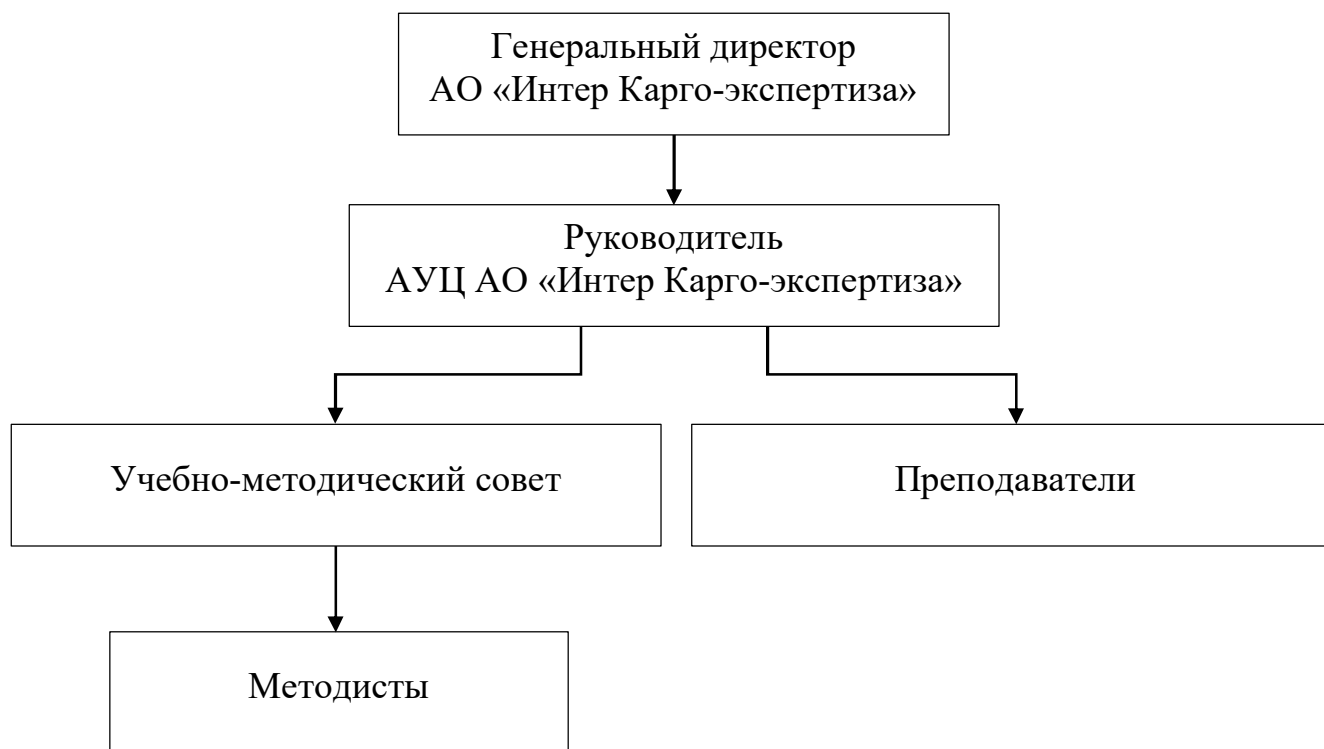 Генеральный директор
АО «Интер Карго-экспертиза»
Руководитель
АУЦ АО «Интер Карго-экспертиза»
Учебно-методический совет
Преподаватели
Методисты